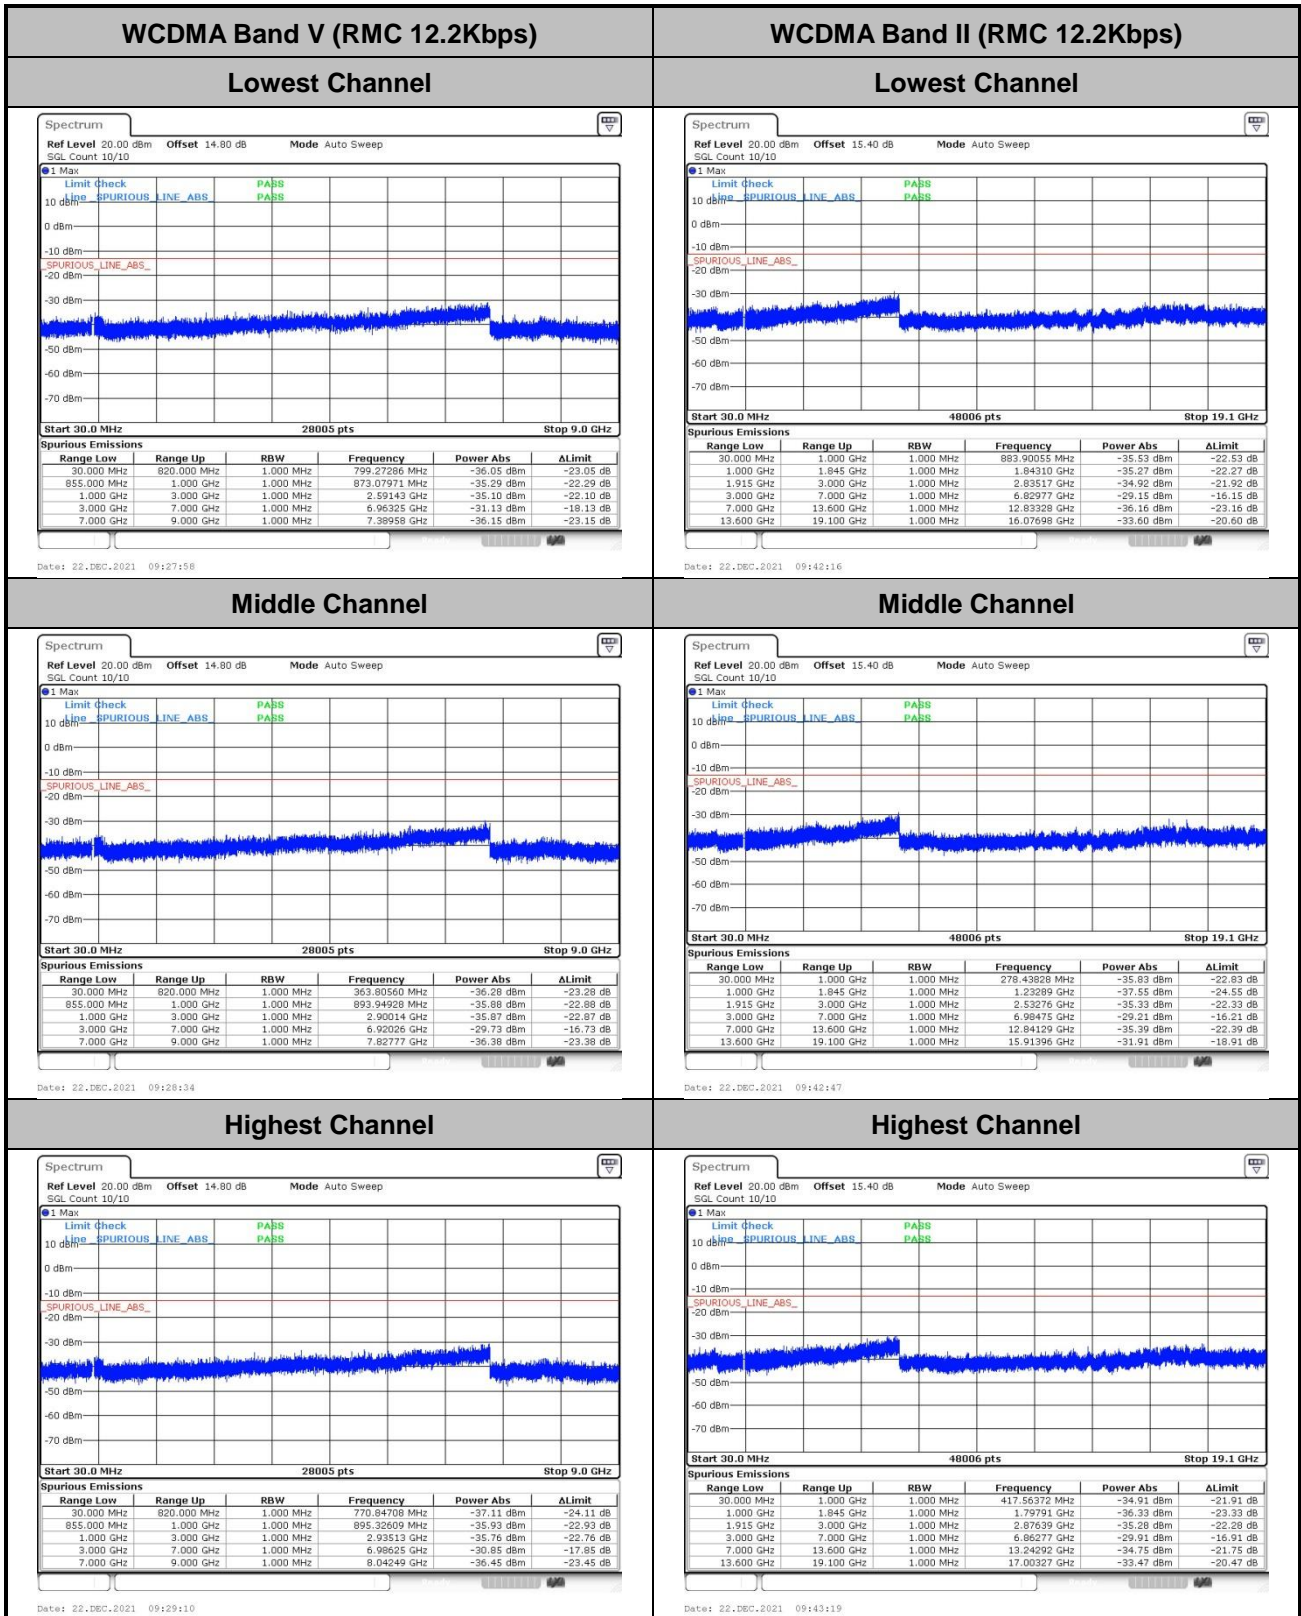 WCDMA Band V (RMC 12.2Kbps) WCDMA Band II (RMC 12.2Kbps)
Lowest Channel Lowest Channel
Spectrum
Ref Level 20.00 dBm Offset 14.80 dB Mode Auto Sweep
SGL Count 10/10
1 Max
Limit Check PASS
10 dBm Line _SPURIOUS_LINE_ABS_ PASS
0 dBm
-10 dBm
_SPURIOUS_LINE_ABS_
-20 dBm
-30 dBm
-50 dBm
-60 dBm
-70 dBm
Start 30.0 MHz 28005 pts Stop 9.0 GHz
Spurious Emissions
Range Low Range Up RBW Frequency Power Abs ΔLimit
30.000 MHz 820.000 MHz 1.000 MHz 799.27286 MHz -36.05 dBm -23.05 dB
855.000 MHz 1.000 GHz 1.000 MHz 873.07971 MHz -35.29 dBm -22.29 dB
1.000 GHz 3.000 GHz 1.000 MHz 2.59143 GHz -35.10 dBm -22.10 dB
3.000 GHz 7.000 GHz 1.000 MHz 6.96325 GHz -31.13 dBm -18.13 dB
7.000 GHz 9.000 GHz 1.000 MHz 7.38958 GHz -36.15 dBm -23.15 dB
Date: 22.DEC.2021 09:27:58
Spectrum
Ref Level 20.00 dBm Offset 15.40 dB Mode Auto Sweep
SGL Count 10/10
1 Max
Limit Check PASS
10 dBm Line _SPURIOUS_LINE_ABS_ PASS
0 dBm
-10 dBm
_SPURIOUS_LINE_ABS_
-20 dBm
-30 dBm
-50 dBm
-60 dBm
-70 dBm
Start 30.0 MHz 48006 pts Stop 19.1 GHz
Spurious Emissions
Range Low Range Up RBW Frequency Power Abs ΔLimit
30.000 MHz 1.000 GHz 1.000 MHz 883.90055 MHz -35.53 dBm -22.53 dB
1.000 GHz 1.845 GHz 1.000 MHz 1.84310 GHz -35.27 dBm -22.27 dB
1.915 GHz 3.000 GHz 1.000 MHz 2.83517 GHz -34.92 dBm -21.92 dB
3.000 GHz 7.000 GHz 1.000 MHz 6.82977 GHz -29.15 dBm -16.15 dB
7.000 GHz 13.600 GHz 1.000 MHz 12.83328 GHz -36.16 dBm -23.16 dB
13.600 GHz 19.100 GHz 1.000 MHz 16.07698 GHz -33.60 dBm -20.60 dB
Date: 22.DEC.2021 09:42:16
Middle Channel Middle Channel
Spectrum
Ref Level 20.00 dBm Offset 14.80 dB Mode Auto Sweep
SGL Count 10/10
1 Max
Limit Check PASS
10 dBm Line _SPURIOUS_LINE_ABS_ PASS
0 dBm
-10 dBm
_SPURIOUS_LINE_ABS_
-20 dBm
-30 dBm
-50 dBm
-60 dBm
-70 dBm
Start 30.0 MHz 28005 pts Stop 9.0 GHz
Spurious Emissions
Range Low Range Up RBW Frequency Power Abs ΔLimit
30.000 MHz 820.000 MHz 1.000 MHz 363.80560 MHz -36.28 dBm -23.28 dB
855.000 MHz 1.000 GHz 1.000 MHz 893.94928 MHz -35.88 dBm -22.88 dB
1.000 GHz 3.000 GHz 1.000 MHz 2.90014 GHz -35.87 dBm -22.87 dB
3.000 GHz 7.000 GHz 1.000 MHz 6.92026 GHz -29.73 dBm -16.73 dB
7.000 GHz 9.000 GHz 1.000 MHz 7.82777 GHz -36.38 dBm -23.38 dB
Date: 22.DEC.2021 09:28:34
Spectrum
Ref Level 20.00 dBm Offset 15.40 dB Mode Auto Sweep
SGL Count 10/10
1 Max
Limit Check PASS
10 dBm Line _SPURIOUS_LINE_ABS_ PASS
0 dBm
-10 dBm
_SPURIOUS_LINE_ABS_
-20 dBm
-30 dBm
-50 dBm
-60 dBm
-70 dBm
Start 30.0 MHz 48006 pts Stop 19.1 GHz
Spurious Emissions
Range Low Range Up RBW Frequency Power Abs ΔLimit
30.000 MHz 1.000 GHz 1.000 MHz 278.43828 MHz -35.83 dBm -22.83 dB
1.000 GHz 1.845 GHz 1.000 MHz 1.23289 GHz -37.55 dBm -24.55 dB
1.915 GHz 3.000 GHz 1.000 MHz 2.53276 GHz -35.33 dBm -22.33 dB
3.000 GHz 7.000 GHz 1.000 MHz 6.98475 GHz -29.21 dBm -16.21 dB
7.000 GHz 13.600 GHz 1.000 MHz 12.84129 GHz -35.39 dBm -22.39 dB
13.600 GHz 19.100 GHz 1.000 MHz 15.91396 GHz -31.91 dBm -18.91 dB
Date: 22.DEC.2021 09:42:47
Highest Channel Highest Channel
Spectrum
Ref Level 20.00 dBm Offset 14.80 dB Mode Auto Sweep
SGL Count 10/10
1 Max
Limit Check PASS
10 dBm Line _SPURIOUS_LINE_ABS_ PASS
0 dBm
-10 dBm
_SPURIOUS_LINE_ABS_
-20 dBm
-30 dBm
-50 dBm
-60 dBm
-70 dBm
Start 30.0 MHz 28005 pts Stop 9.0 GHz
Spurious Emissions
Range Low Range Up RBW Frequency Power Abs ΔLimit
30.000 MHz 820.000 MHz 1.000 MHz 770.84708 MHz -37.11 dBm -24.11 dB
855.000 MHz 1.000 GHz 1.000 MHz 895.32609 MHz -35.93 dBm -22.93 dB
1.000 GHz 3.000 GHz 1.000 MHz 2.93513 GHz -35.76 dBm -22.76 dB
3.000 GHz 7.000 GHz 1.000 MHz 6.98625 GHz -30.85 dBm -17.85 dB
7.000 GHz 9.000 GHz 1.000 MHz 8.04249 GHz -36.45 dBm -23.45 dB
Date: 22.DEC.2021 09:29:10
Spectrum
Ref Level 20.00 dBm Offset 15.40 dB Mode Auto Sweep
SGL Count 10/10
1 Max
Limit Check PASS
10 dBm Line _SPURIOUS_LINE_ABS_ PASS
0 dBm
-10 dBm
_SPURIOUS_LINE_ABS_
-20 dBm
-30 dBm
-50 dBm
-60 dBm
-70 dBm
Start 30.0 MHz 48006 pts Stop 19.1 GHz
Spurious Emissions
Range Low Range Up RBW Frequency Power Abs ΔLimit
30.000 MHz 1.000 GHz 1.000 MHz 417.56372 MHz -34.91 dBm -21.91 dB
1.000 GHz 1.845 GHz 1.000 MHz 1.79791 GHz -36.33 dBm -23.33 dB
1.915 GHz 3.000 GHz 1.000 MHz 2.87639 GHz -35.28 dBm -22.28 dB
3.000 GHz 7.000 GHz 1.000 MHz 6.86277 GHz -29.91 dBm -16.91 dB
7.000 GHz 13.600 GHz 1.000 MHz 13.24292 GHz -34.75 dBm -21.75 dB
13.600 GHz 19.100 GHz 1.000 MHz 17.00327 GHz -33.47 dBm -20.47 dB
Date: 22.DEC.2021 09:43:19